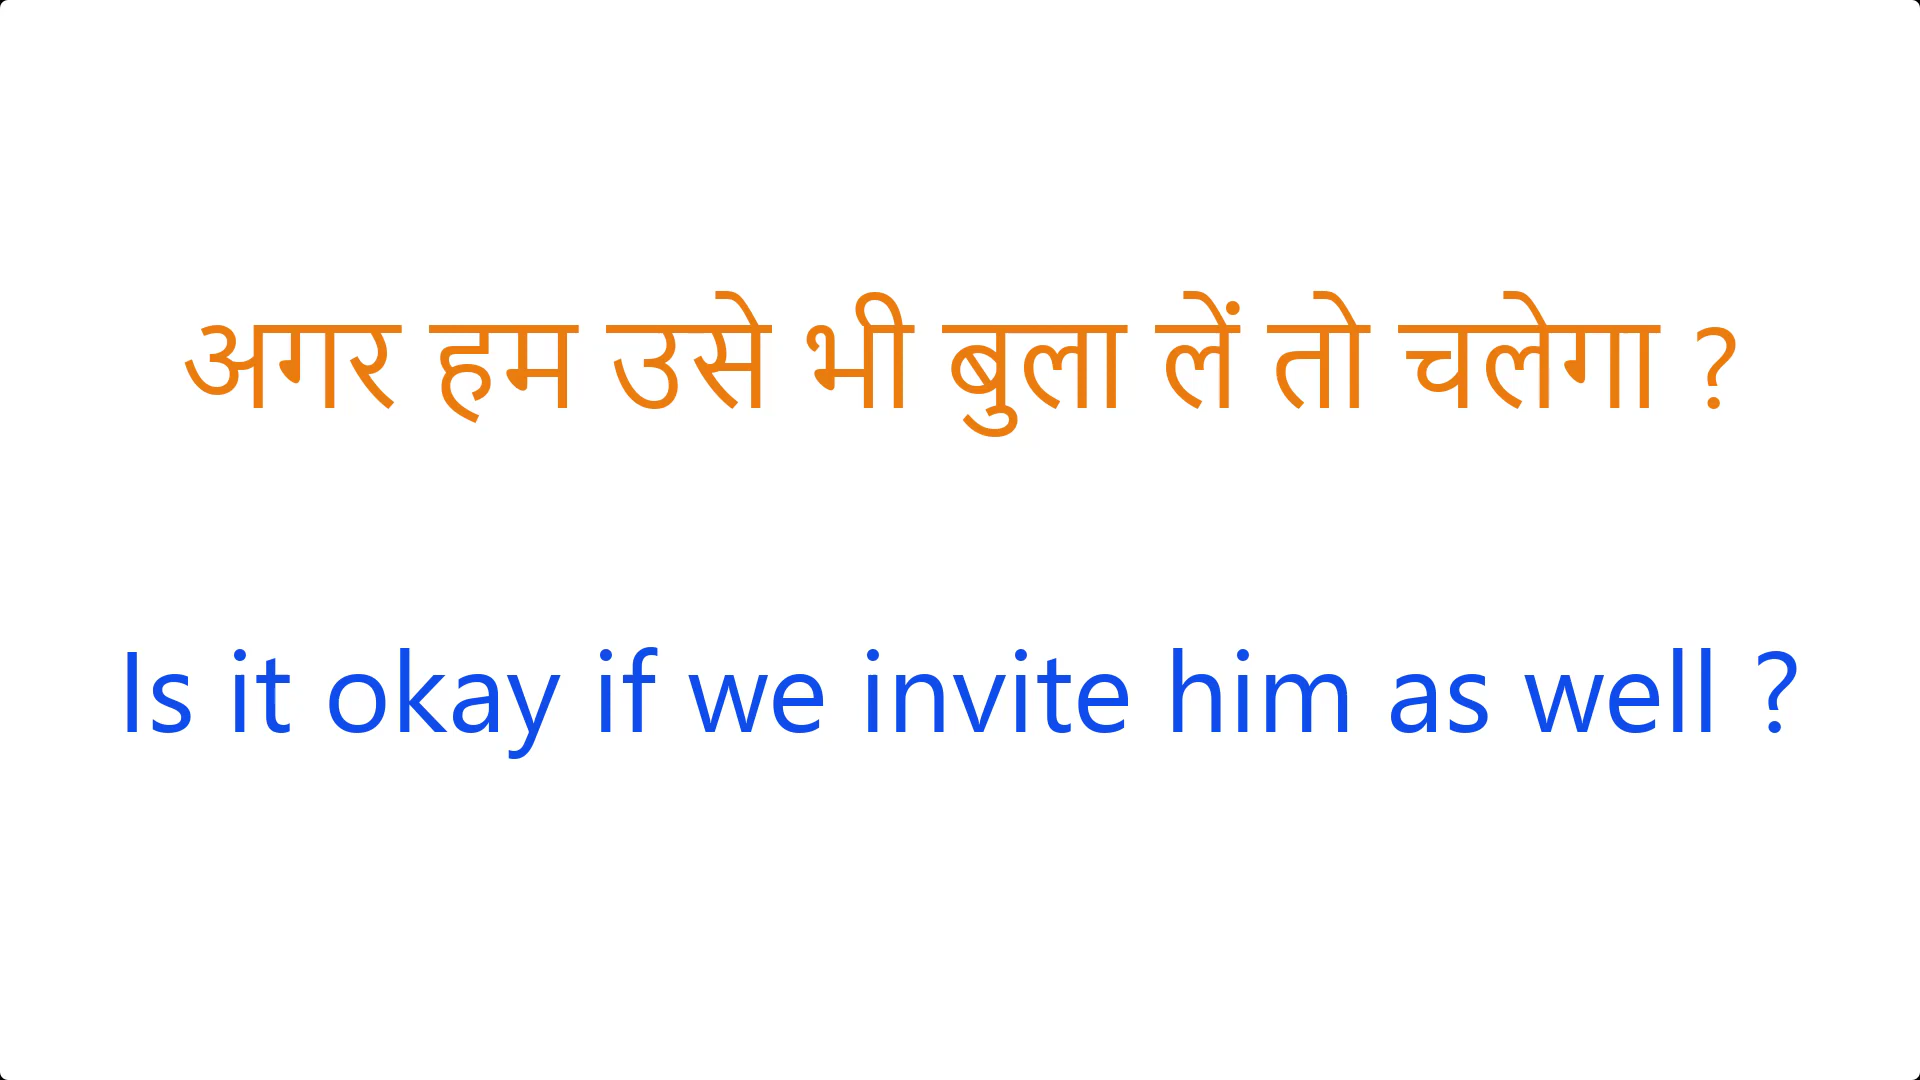 अगर हम उसे भी बुला लें तो चलेगा ?
Is it okay if we invite him as well ?